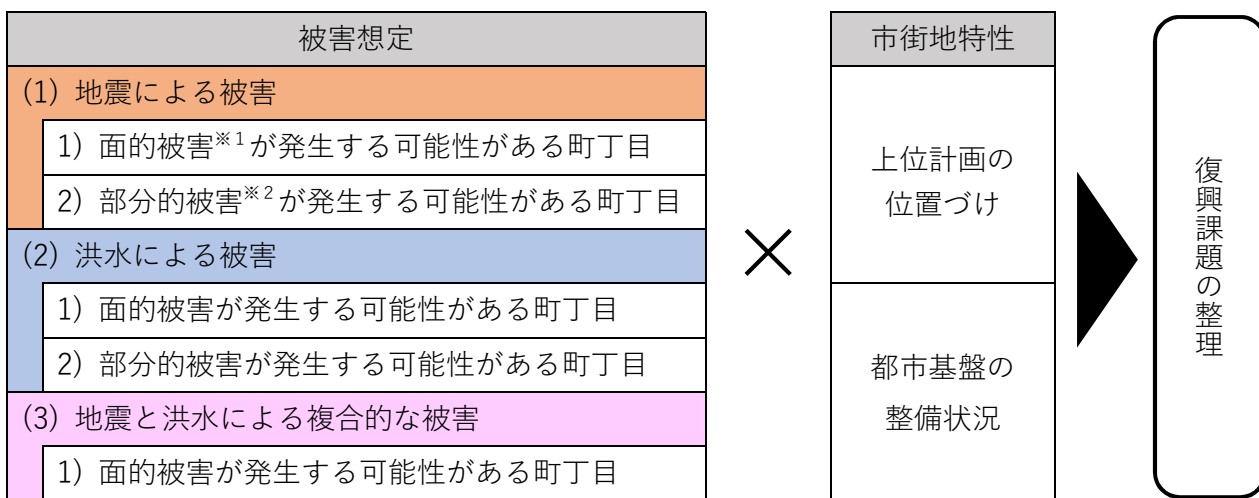 被害想定
(1) 地震による被害
1) 面的被害※1が発生する可能性がある町丁目
2) 部分的被害※2が発生する可能性がある町丁目
(2) 洪水による被害
1) 面的被害が発生する可能性がある町丁目
2) 部分的被害が発生する可能性がある町丁目
(3) 地震と洪水による複合的な被害
1) 面的被害が発生する可能性がある町丁目
×
市街地特性
上位計画の
位置づけ
都市基盤の
整備状況
復興課題の整理